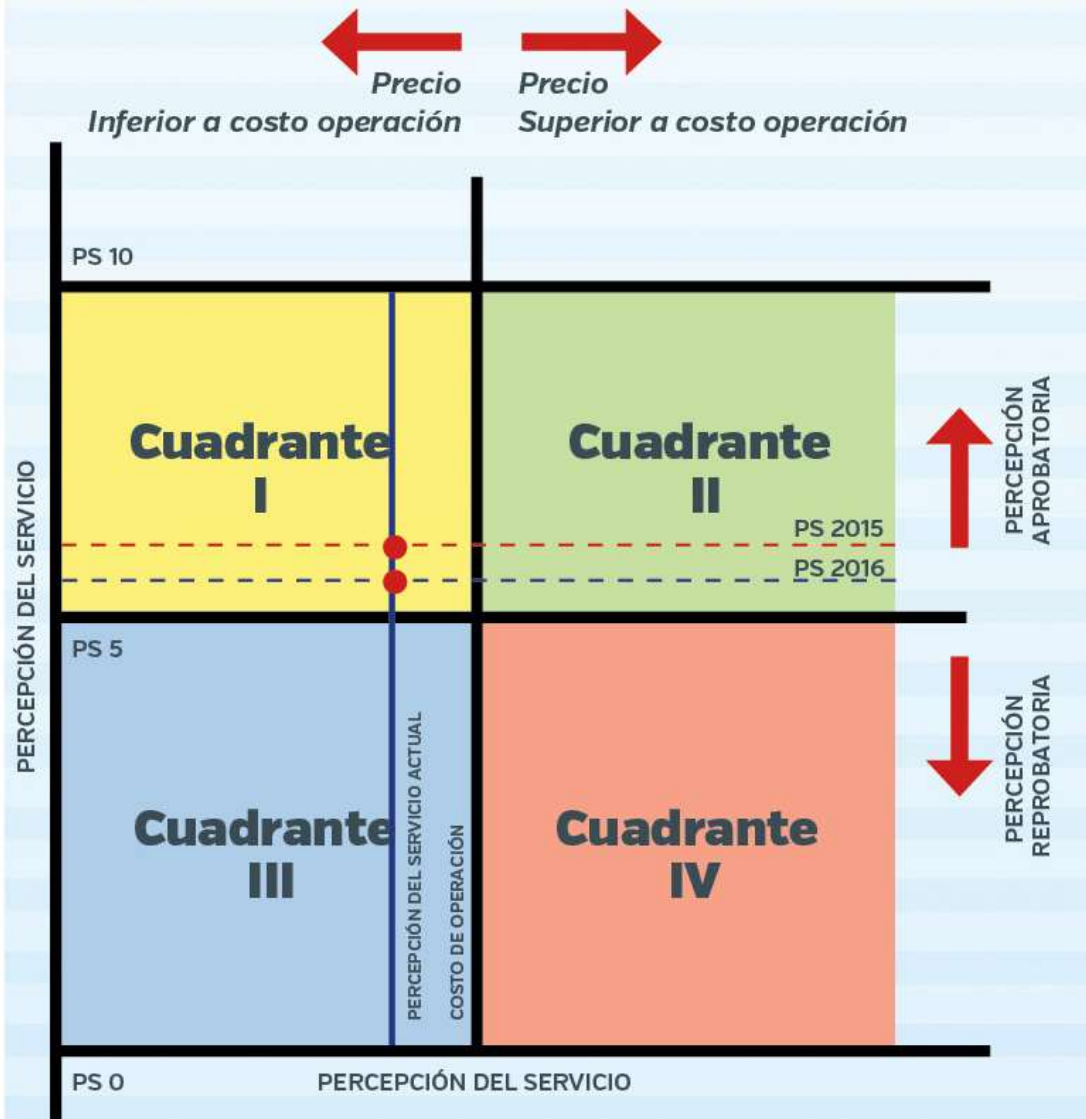 Precio
Inferior a costo operación
Precio
Superior a costo operación
PS 10
Cuadrante
I
Cuadrante
II
PS 2015
PS 2016
PERCEPCIÓN
APROBATORIA
PERCEPCIÓN DEL SERVICIO
PS 5
Cuadrante
III
PERCEPCIÓN DEL SERVICIO ACTUAL
COSTO DE OPERACIÓN
Cuadrante
IV
PERCEPCIÓN
REPROBATORIA
PS 0
PERCEPCIÓN DEL SERVICIO